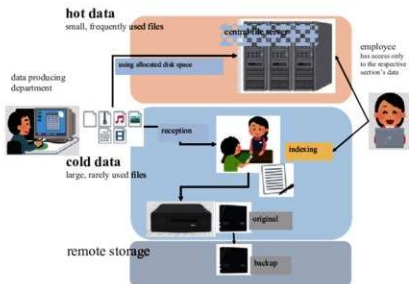 hot data
small, frequently used files
central file server
employee
has access only to
the respective
section's data
using allocated disk space
data producing
department
reception
indexing
cold data
large, rarely used files
original
remote storage
backup